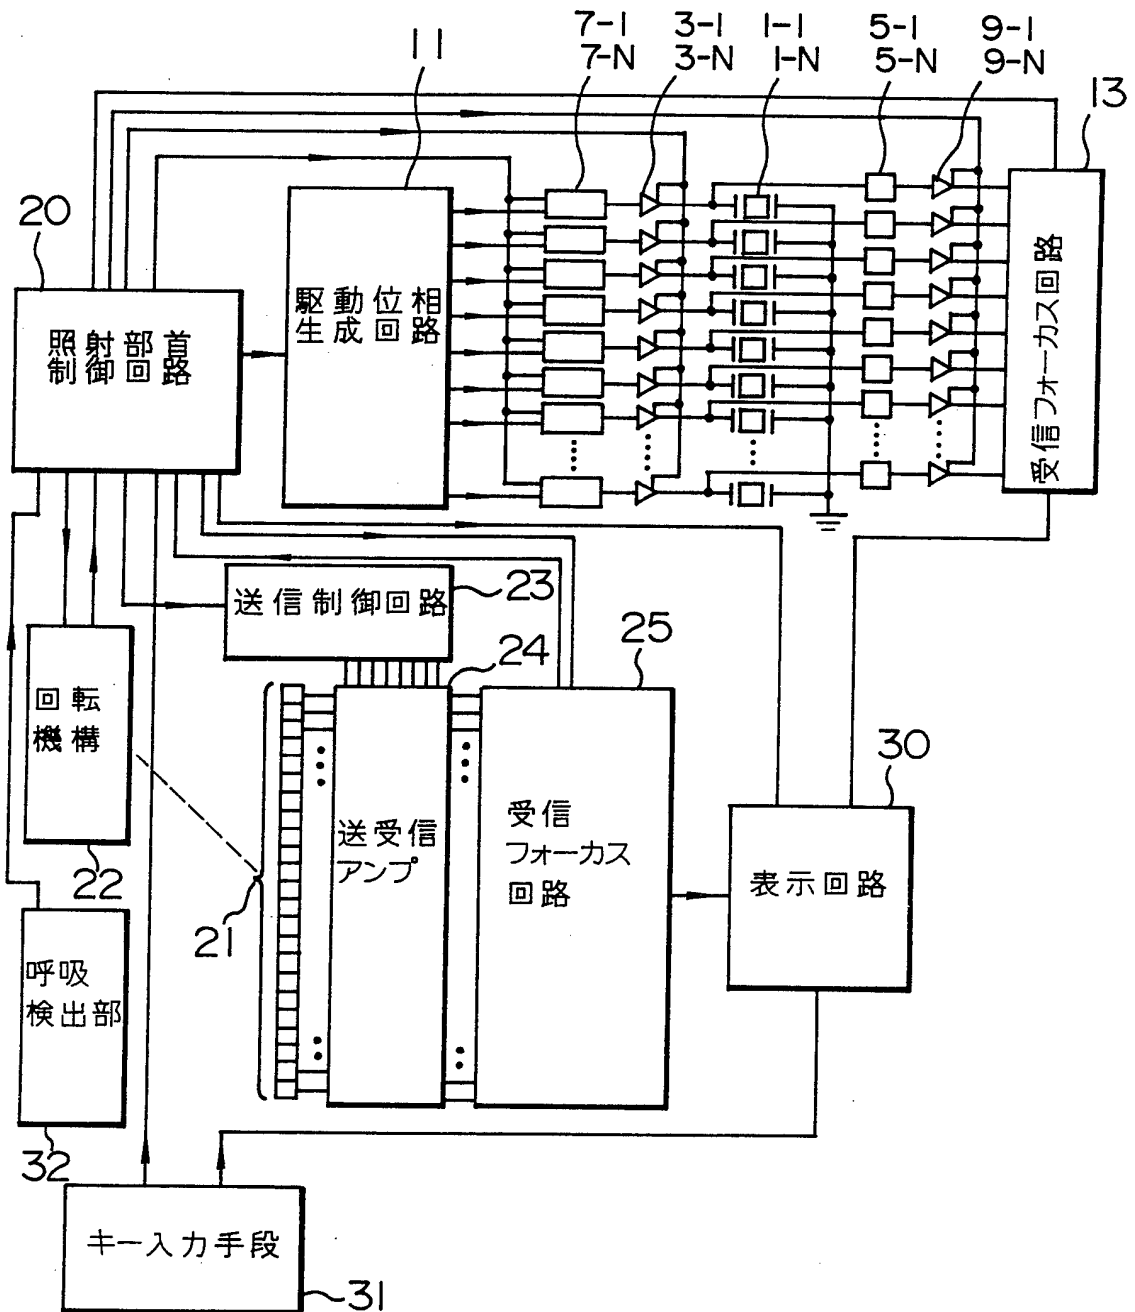 7-1
7-N
3-1
3-N
1-1
1-N
5-1
5-N
9-1
9-N
11
13
20
照射部首
制御回路
駆動位相
生成回路
受信フォーカス回路
送信制御回路
23
24
25
回転
機構
22
21
送受信
アンプ
受信
フォーカス
回路
30
表示回路
呼吸
検出部
32
キー入力手段
31